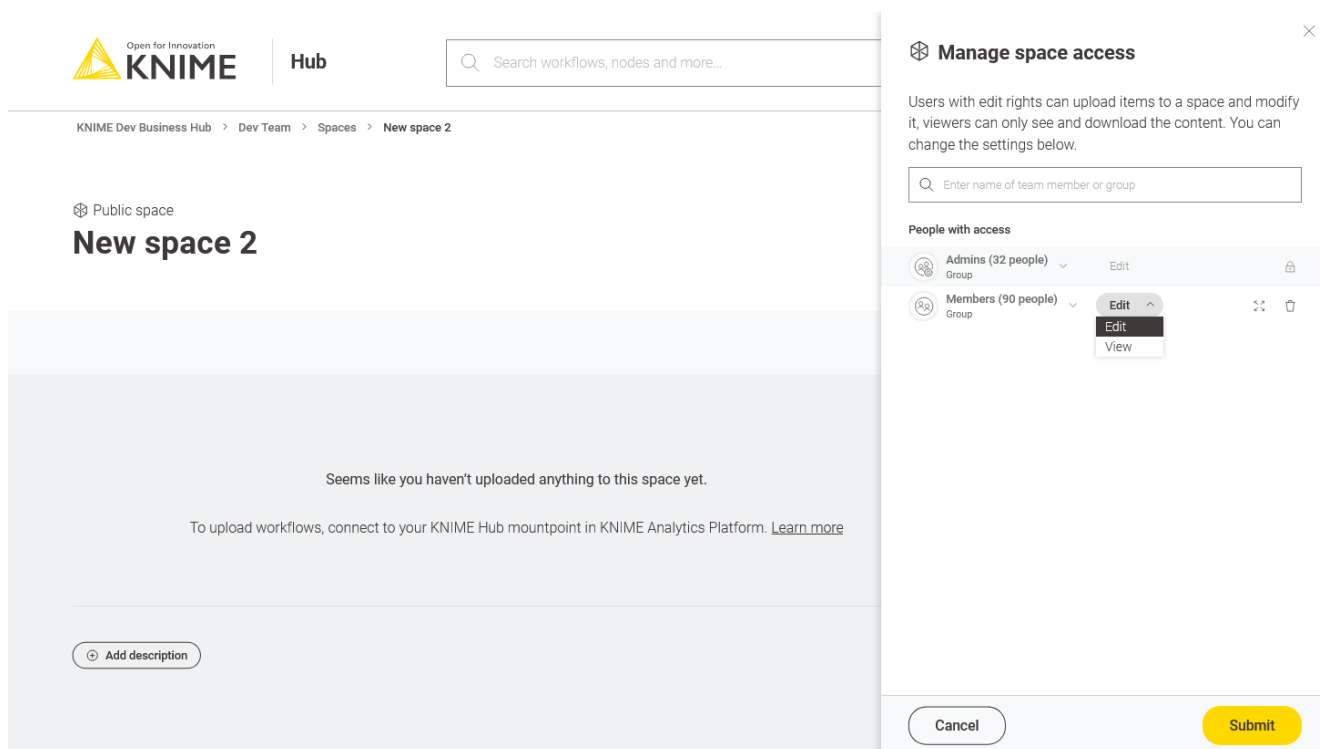 Open for Innovation
KNIME
Hub
Search workflows, nodes and more...
KNIME Dev Business Hub > Dev Team > Spaces > New space 2
Public space
New space 2
Seems like you haven’t uploaded anything to this space yet.
To upload workflows, connect to your KNIME Hub mountpoint in KNIME Analytics Platform. Learn more
Add description
Manage space access
Users with edit rights can upload items to a space and modify
it, viewers can only see and download the content. You can
change the settings below.
Enter name of team member or group
People with access
Admins (32 people)
Group
Edit
Members (90 people)
Group
Edit
Edit
View
Cancel
Submit